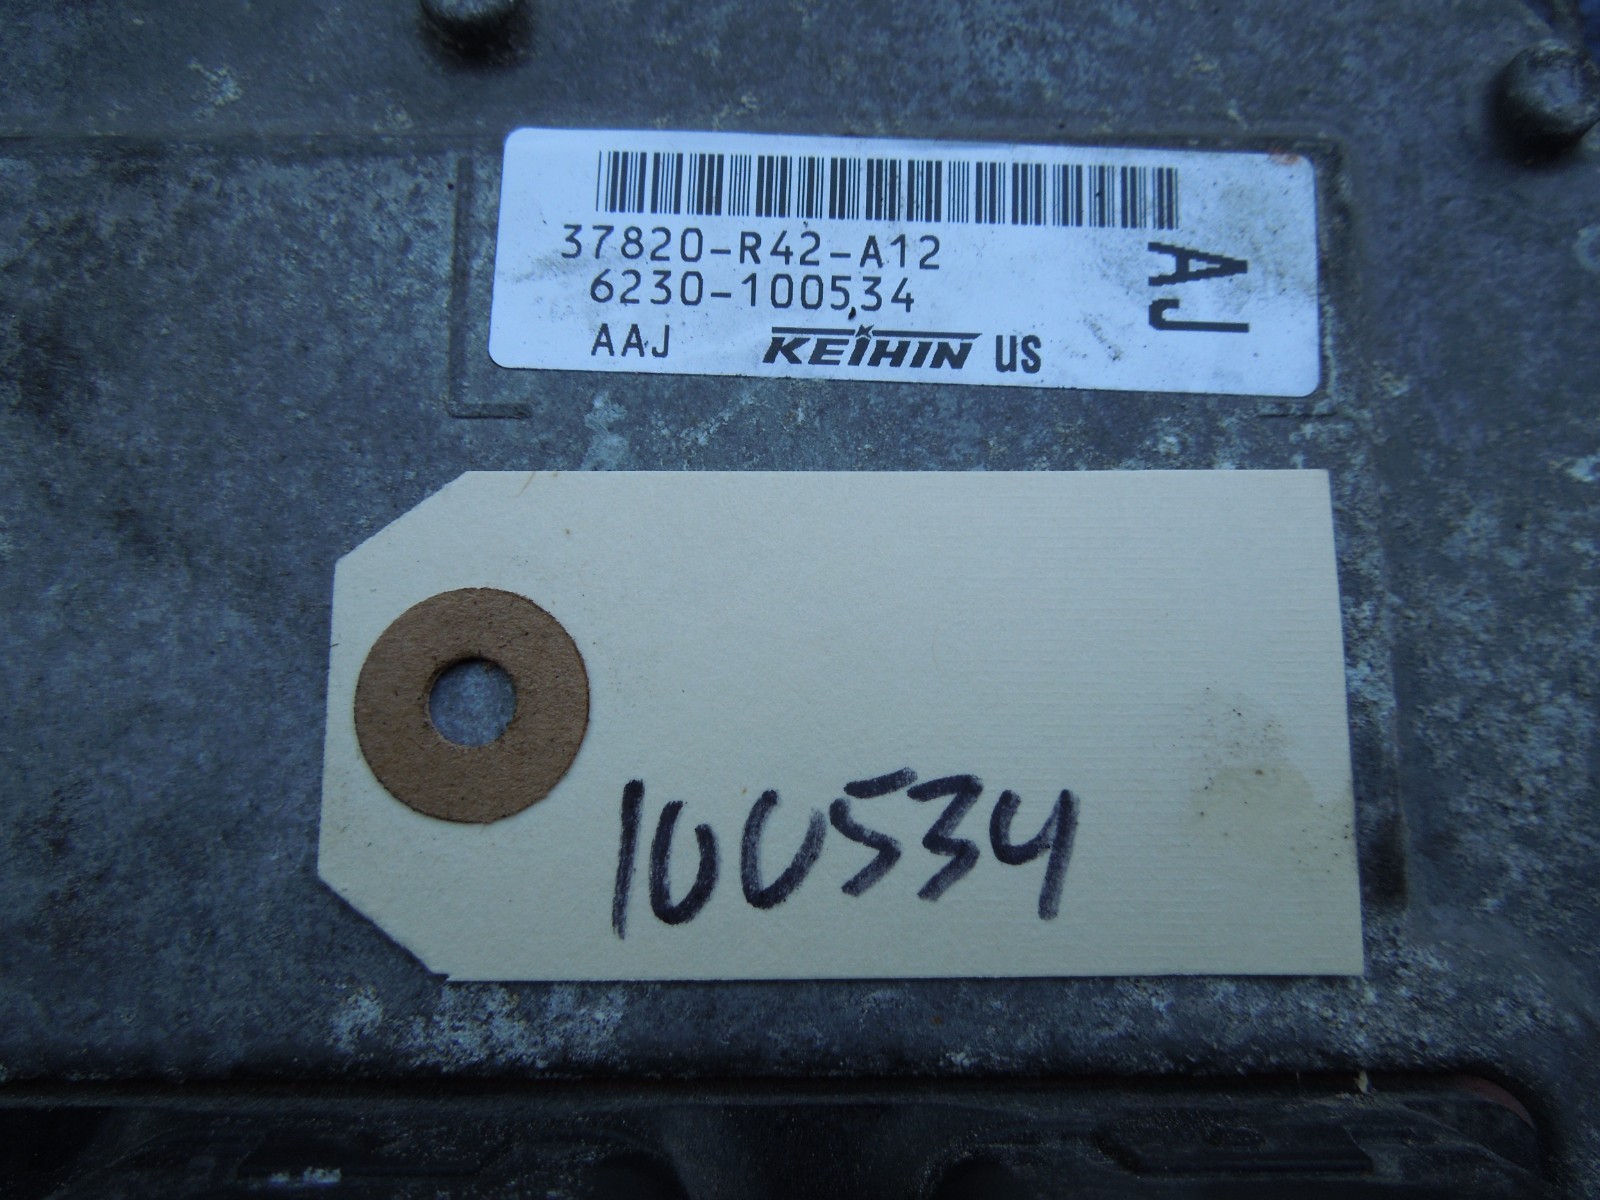 37820-R42-A12
6230-100534
AAJ KEIHIN US
AJ
100534